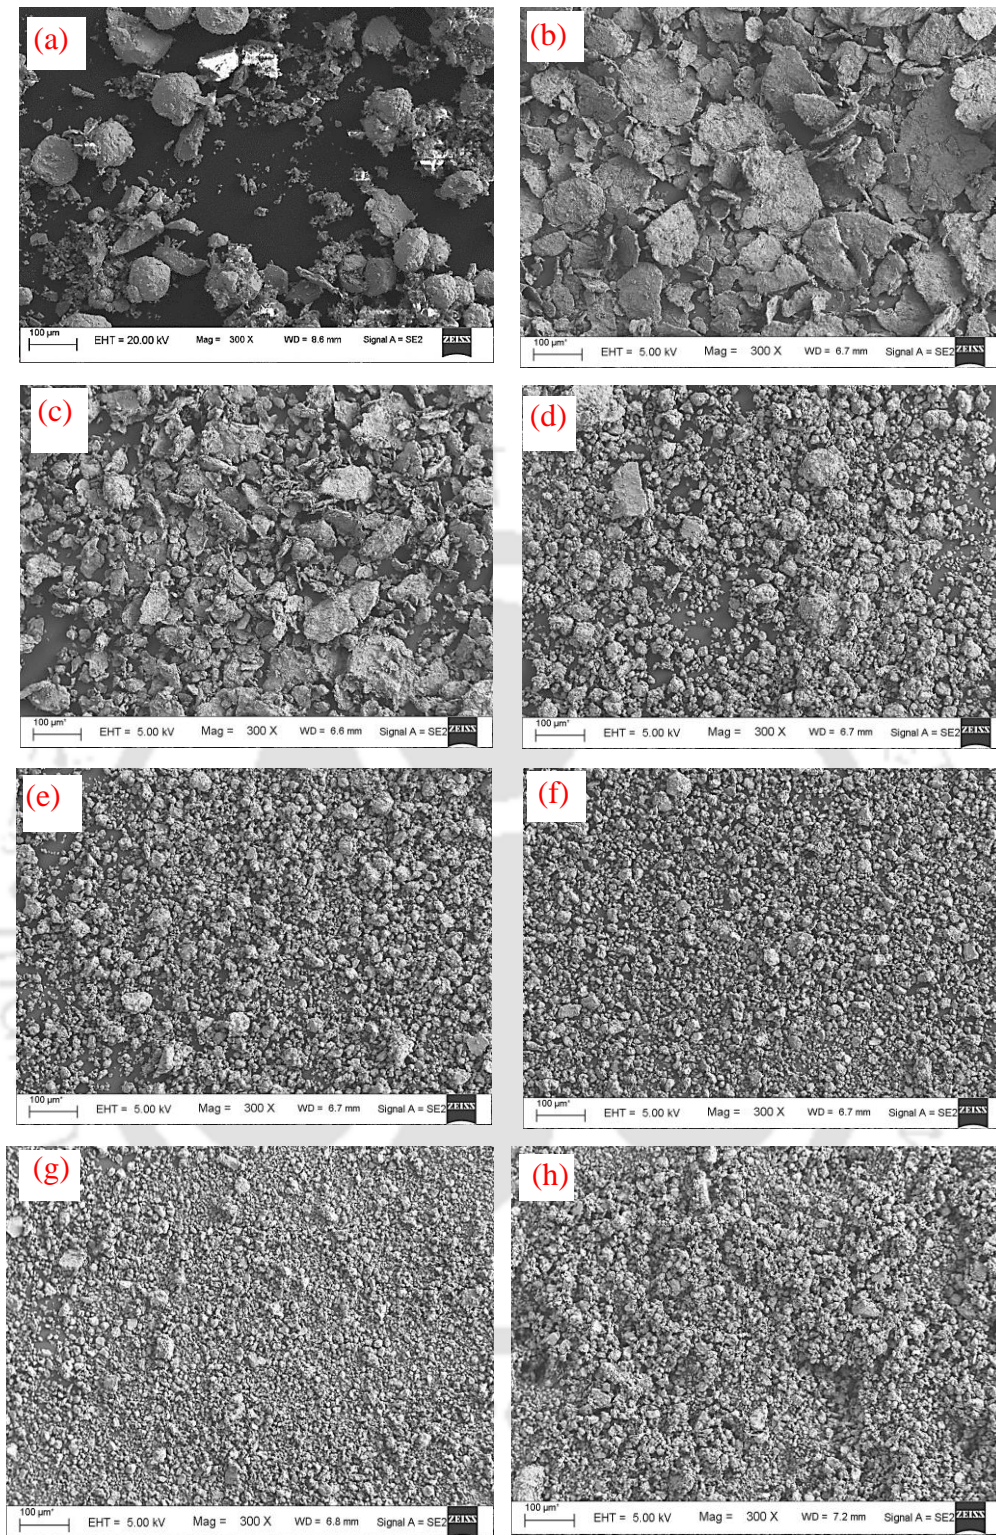 (a)
(b)
100 µm EHT = 20.00 kV Mag = 300 X WD = 8.6 mm Signal A = SE2 ZEISS
100 µm* EHT = 5.00 kV Mag = 300 X WD = 6.7 mm Signal A = SE2 ZEISS
(c)
(d)
100 µm* EHT = 5.00 kV Mag = 300 X WD = 6.6 mm Signal A = SE2 ZEISS
100 µm* EHT = 5.00 kV Mag = 300 X WD = 6.7 mm Signal A = SE2 ZEISS
(e)
(f)
100 µm* EHT = 5.00 kV Mag = 300 X WD = 6.7 mm Signal A = SE2 ZEISS
100 µm* EHT = 5.00 kV Mag = 300 X WD = 6.7 mm Signal A = SE2 ZEISS
(g)
(h)
100 µm* EHT = 5.00 kV Mag = 300 X WD = 6.8 mm Signal A = SE2 ZEISS
100 µm* EHT = 5.00 kV Mag = 300 X WD = 7.2 mm Signal A = SE2 ZEISS